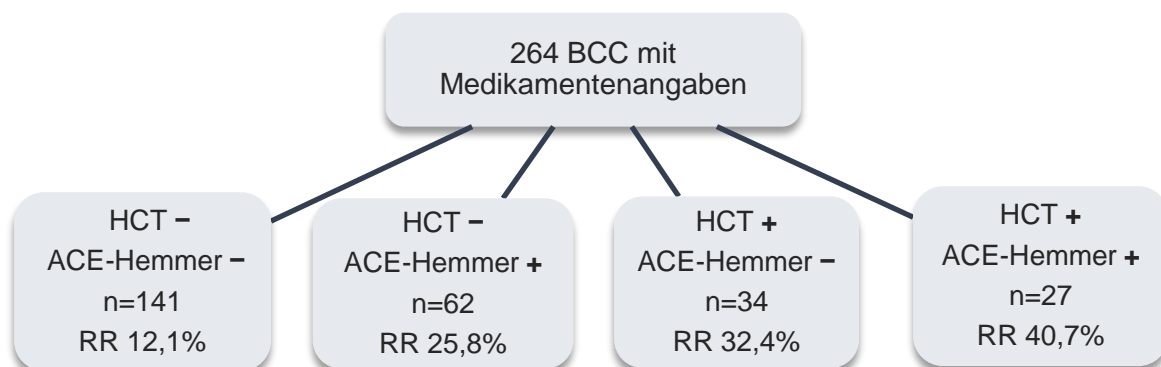 264 BCC mit
Medikamentenangaben
HCT −
ACE-Hemmer −
n=141
RR 12,1%
HCT −
ACE-Hemmer +
n=62
RR 25,8%
HCT +
ACE-Hemmer −
n=34
RR 32,4%
HCT +
ACE-Hemmer +
n=27
RR 40,7%